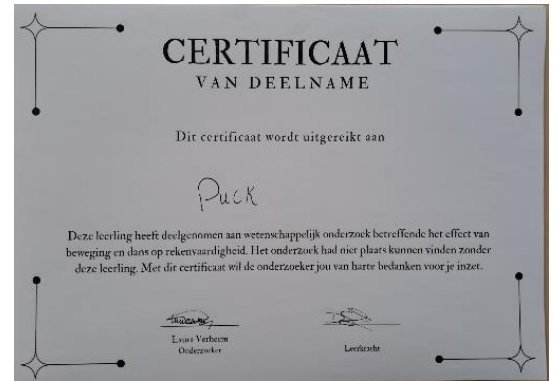 CERTIFICAAT
VAN DEELNAME
Dit certificaat wordt uitgereikt aan
Puck
Deze leerling heeft deelgenomen aan wetenschappelijk onderzoek betreffende het effect van
beweging en dans op rekenvaardigheid. Het onderzoek had niet plaats kunnen vinden zonder
deze leerling. Met dit certificaat wil de onderzoeker jou van harte bedanken voor je inzet.
Verheem
Onderzoeker
Leerkracht